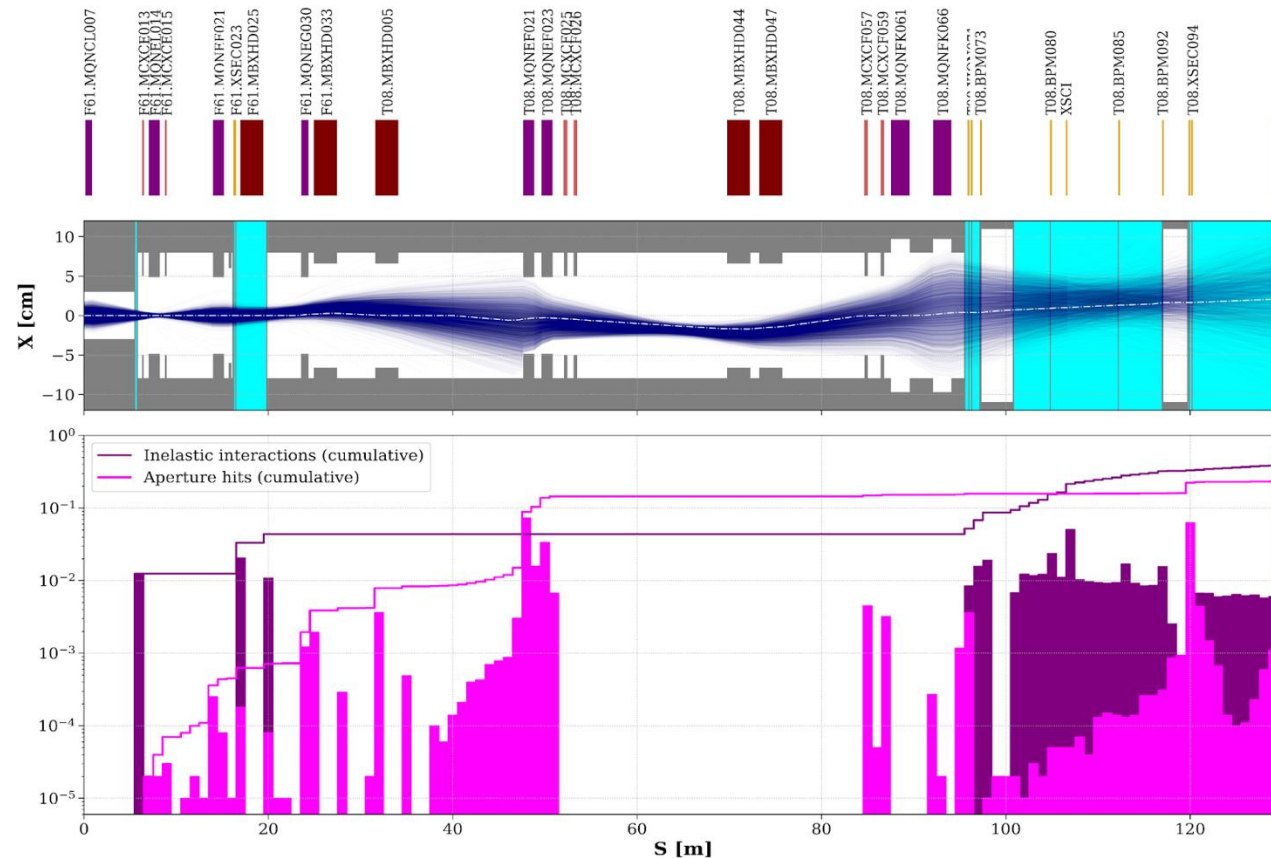 F61.MQNCL007
F61.MCXCE013
F61.MQNEL014
F61.MCXCE015
F61.MQNEF021
F61.XSEC023
F61.MBXHD025
F61.MQNEG030
F61.MBXHD033
T08.MBXHD005
T08.MQNEF021
T08.MQNEF023
T08.MCXCF025
T08.MCXCF026
T08.MBXHD044
T08.MBXHD047
T08.MCXCF057
T08.MCXCF059
T08.MQNFK061
T08.MQNFK066
T08.BPM073
T08.BPM080
XSCI
T08.BPM085
T08.BPM092
T08.XSEC094
X [cm]
10
5
0
−5
−10
10⁰
10⁻¹
10⁻²
10⁻³
10⁻⁴
10⁻⁵
Inelastic interactions (cumulative)
Aperture hits (cumulative)
0 20 40 60 80 100 120
S [m]